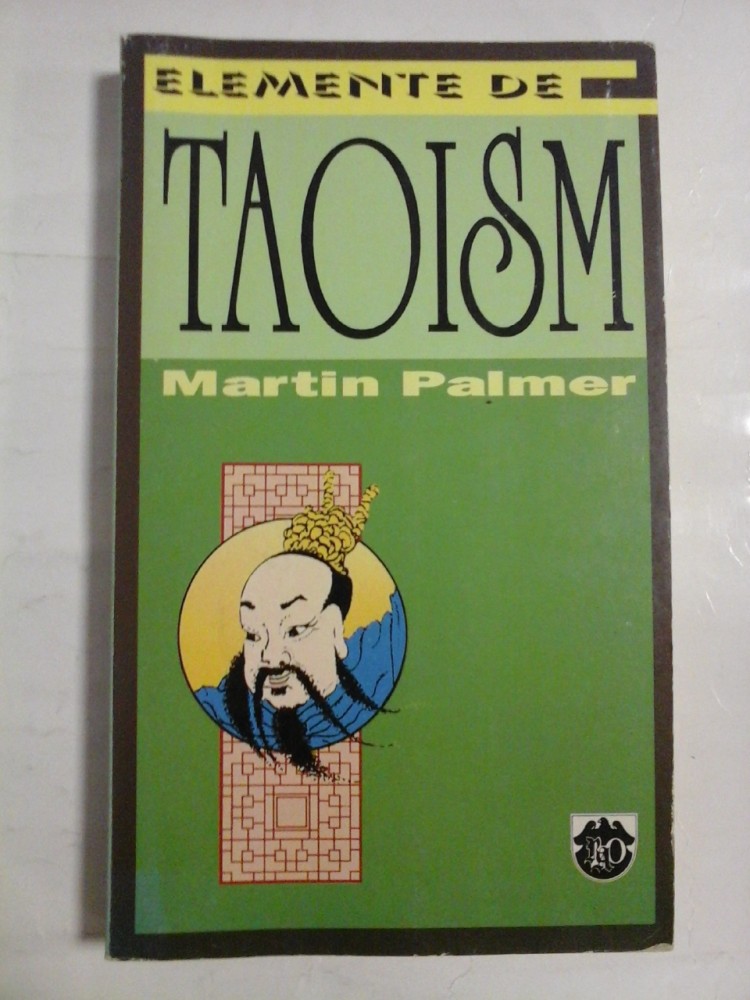 ELEMENTE DE
TAOISM
Martin Palmer